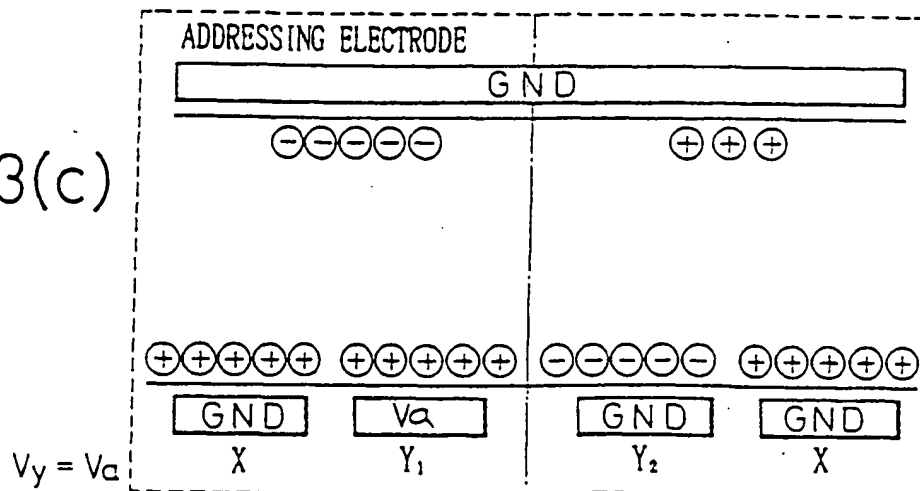 ADDRESSING ELECTRODE
GND
− − − − − + + +
3(c)
+ + + + + + + + + + − − − − − + + + + +
GND Va GND GND
X Y₁ Y₂ X
Vy = Va